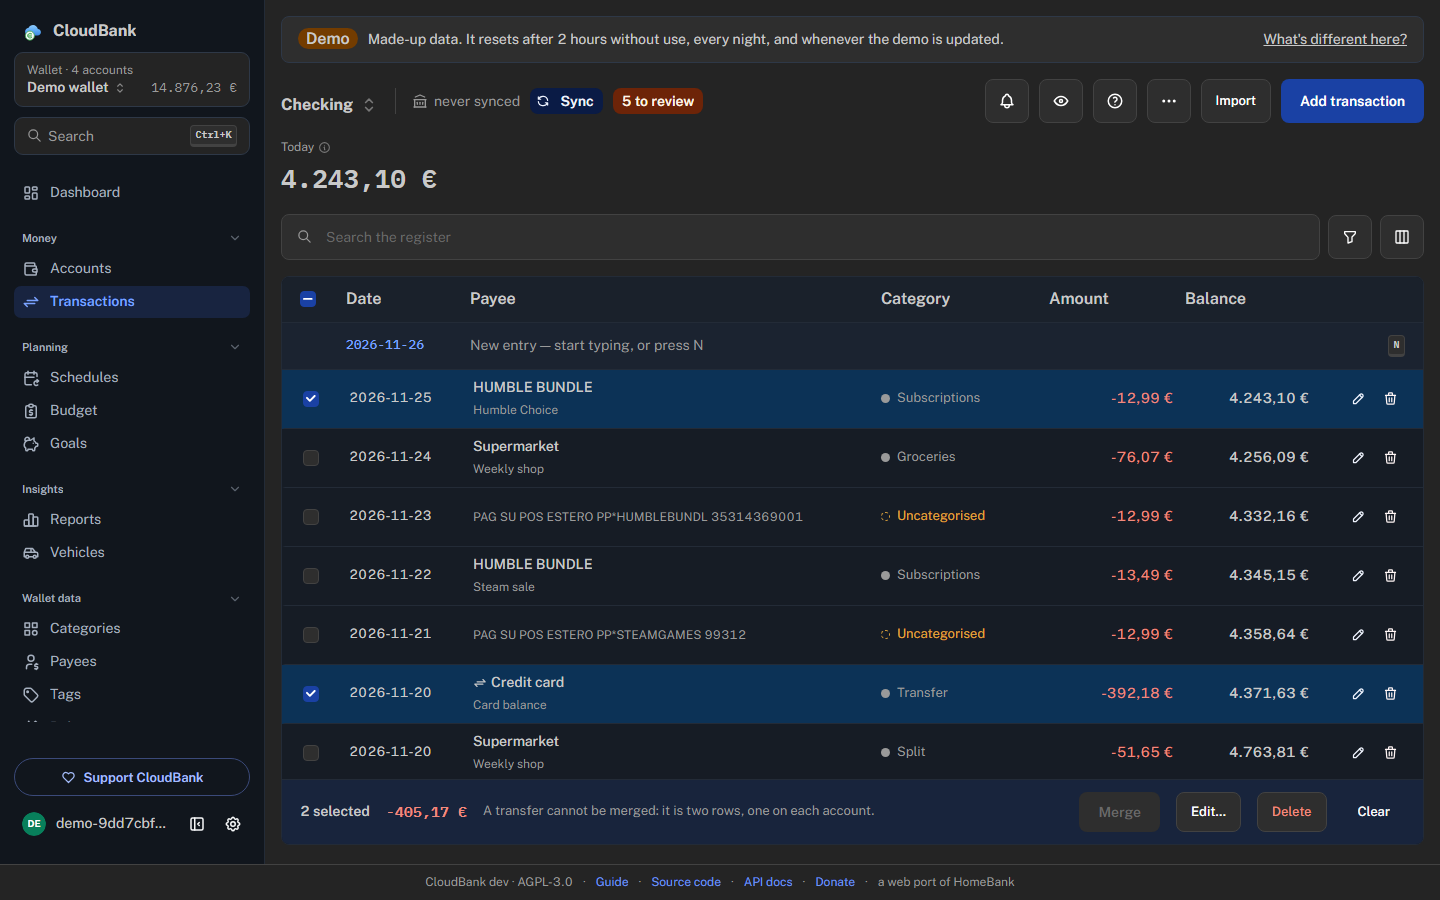 CloudBank
Wallet · 4 accounts
Demo wallet 14.876,23 €
Search Ctrl+K
Dashboard
Money
Accounts
Transactions
Planning
Schedules
Budget
Goals
Insights
Reports
Vehicles
Wallet data
Categories
Payees
Tags
Support CloudBank
DE demo-9dd7cbf...
Demo Made-up data. It resets after 2 hours without use, every night, and whenever the demo is updated. What's different here?
Checking never synced Sync 5 to review Import Add transaction
Today
4.243,10 €
Search the register
Date Payee Category Amount Balance
2026-11-26 New entry — start typing, or press N N
2026-11-25 HUMBLE BUNDLE Subscriptions -12,99 € 4.243,10 €
Humble Choice
2026-11-24 Supermarket Groceries -76,07 € 4.256,09 €
Weekly shop
2026-11-23 PAG SU POS ESTERO PP*HUMBLEBUNDL 35314369001 Uncategorised -12,99 € 4.332,16 €
2026-11-22 HUMBLE BUNDLE Subscriptions -13,49 € 4.345,15 €
Steam sale
2026-11-21 PAG SU POS ESTERO PP*STEAMGAMES 99312 Uncategorised -12,99 € 4.358,64 €
2026-11-20 Credit card Transfer -392,18 € 4.371,63 €
Card balance
2026-11-20 Supermarket Split -51,65 € 4.763,81 €
Weekly shop
2 selected -405,17 € A transfer cannot be merged: it is two rows, one on each account. Merge Edit... Delete Clear
CloudBank dev · AGPL-3.0 · Guide · Source code · API docs · Donate · a web port of HomeBank